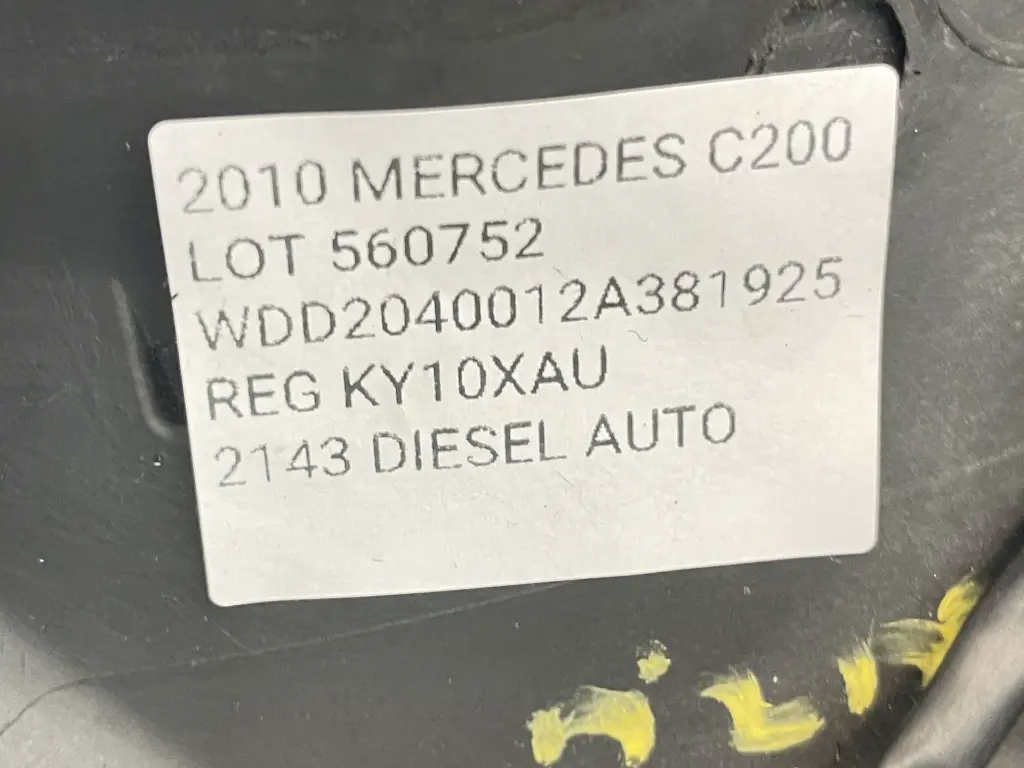 2010 MERCEDES C200
LOT 560752
WDD2040012A381925
REG KY10XAU
2143 DIESEL AUTO